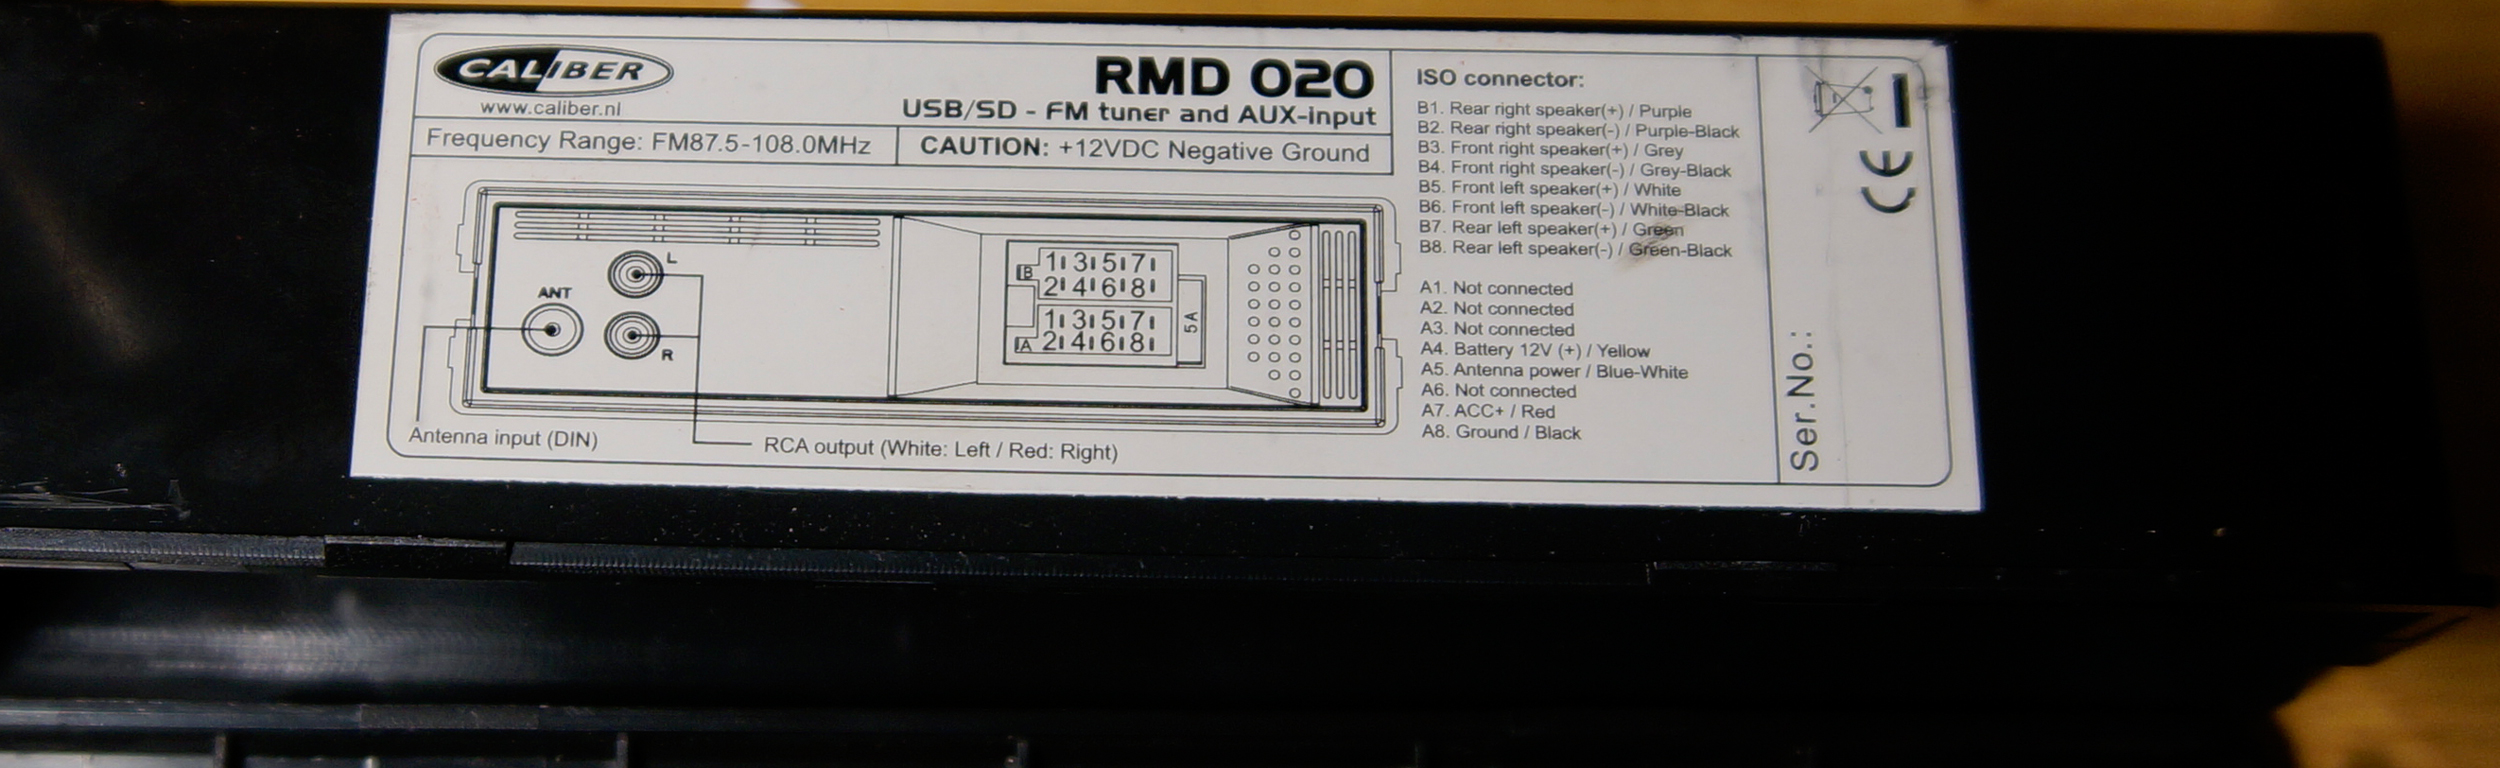 CALIBER
www.caliber.nl
RMD 020
USB/SD - FM tuner and AUX-input
Frequency Range: FM87.5-108.0MHz
CAUTION: +12VDC Negative Ground
ANT
L
R
B
1 3 5 7
2 4 6 8
1 3 5 7
A 2 4 6 8
5A
Antenna input (DIN)
RCA output (White: Left / Red: Right)
ISO connector:
B1. Rear right speaker(+) / Purple
B2. Rear right speaker(-) / Purple-Black
B3. Front right speaker(+) / Grey
B4. Front right speaker(-) / Grey-Black
B5. Front left speaker(+) / White
B6. Front left speaker(-) / White-Black
B7. Rear left speaker(+) / Green
B8. Rear left speaker(-) / Green-Black
A1. Not connected
A2. Not connected
A3. Not connected
A4. Battery 12V (+) / Yellow
A5. Antenna power / Blue-White
A6. Not connected
A7. ACC+ / Red
A8. Ground / Black
CE
Ser.No.: